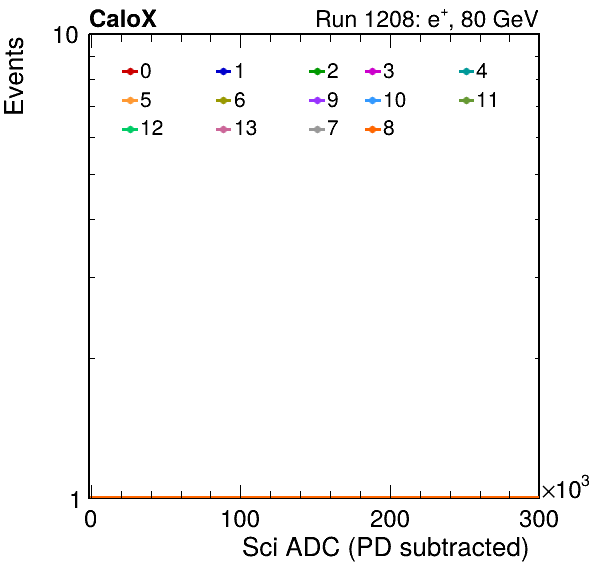 CaloX Run 1208: e⁺, 80 GeV
10
Events
0 1 2 3 4
5 6 9 10 11
12 13 7 8
1
×10³
0 100 200 300
Sci ADC (PD subtracted)